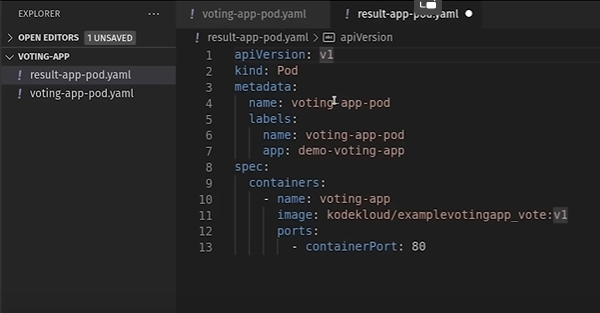 EXPLORER
voting-app-pod.yaml
result-app-pod.yaml
OPEN EDITORS 1 UNSAVED
VOTING-APP
result-app-pod.yaml
voting-app-pod.yaml
result-app-pod.yaml > apiVersion
1 apiVersion: v1
2 kind: Pod
3 metadata:
4 name: voting-app-pod
5 labels:
6 name: voting-app-pod
7 app: demo-voting-app
8 spec:
9 containers:
10 - name: voting-app
11 image: kodekloud/examplevotingapp_vote:v1
12 ports:
13 - containerPort: 80